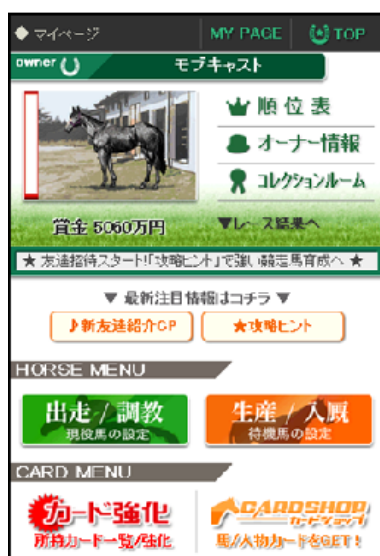 ◆ マイページ
MY PAGE
TOP
owner
モブキャスト
順位表
オーナー情報
コレクションルーム
賞金 5060万円
▼レース結果へ
★ 友達招待スタート!「攻略ヒント」で強い競走馬育成へ ★
▼ 最新注目情報はコチラ ▼
♪新友達紹介CP
★攻略ヒント
HORSE MENU
出走 / 調教
現役馬の設定
生産 / 入厩
待機馬の設定
CARD MENU
カード強化
所持カード一覧/強化
CARDSHOP
カードショップ
馬/人物カードをGET!